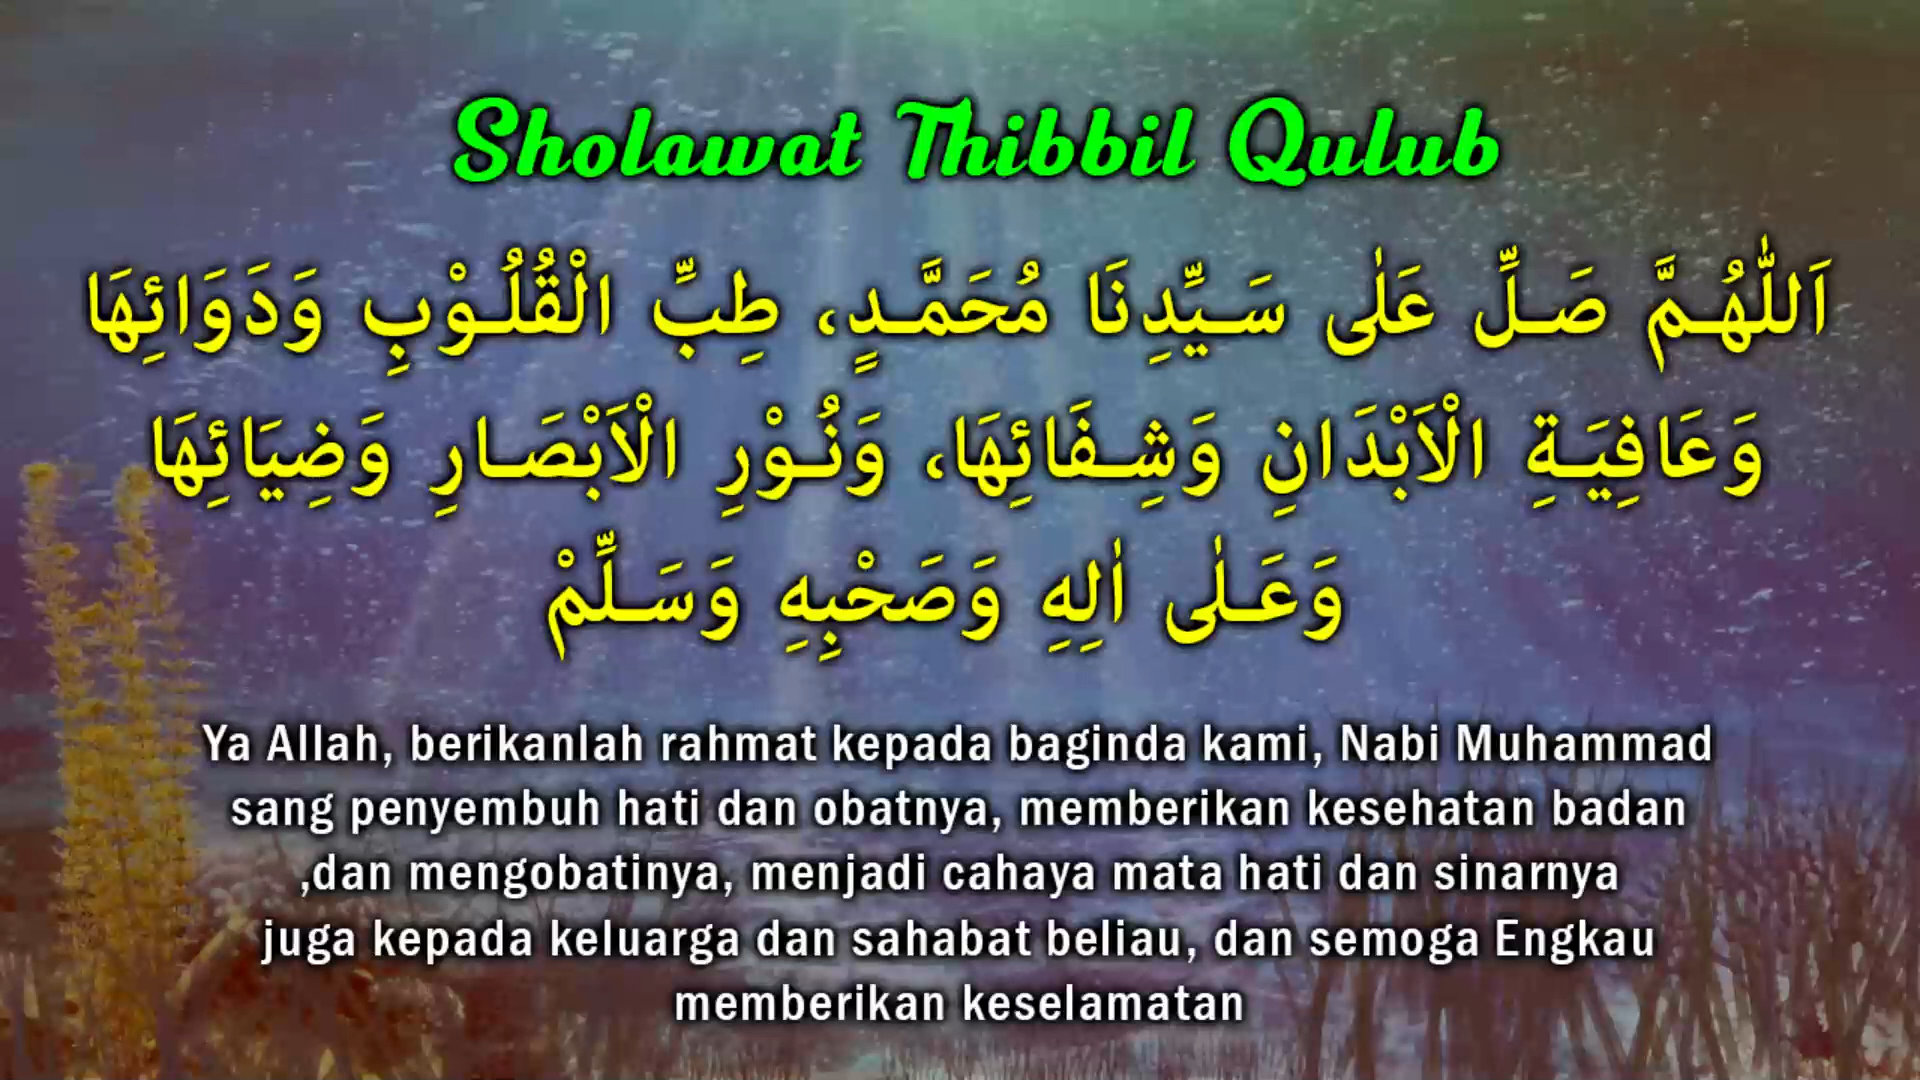 Sholawat Thibbil Qulub
اَللّٰهُمَّ صَلِّ عَلٰى سَيِّدِنَا مُحَمَّدٍ، طِبِّ الْقُلُوْبِ وَدَوَائِهَا
وَعَافِيَةِ الْاَبْدَانِ وَشِفَائِهَا، وَنُوْرِ الْاَبْصَارِ وَضِيَائِهَا
وَعَلٰى اٰلِهِ وَصَحْبِهِ وَسَلِّمْ
Ya Allah, berikanlah rahmat kepada baginda kami, Nabi Muhammad
sang penyembuh hati dan obatnya, memberikan kesehatan badan
,dan mengobatinya, menjadi cahaya mata hati dan sinarnya
juga kepada keluarga dan sahabat beliau, dan semoga Engkau
memberikan keselamatan